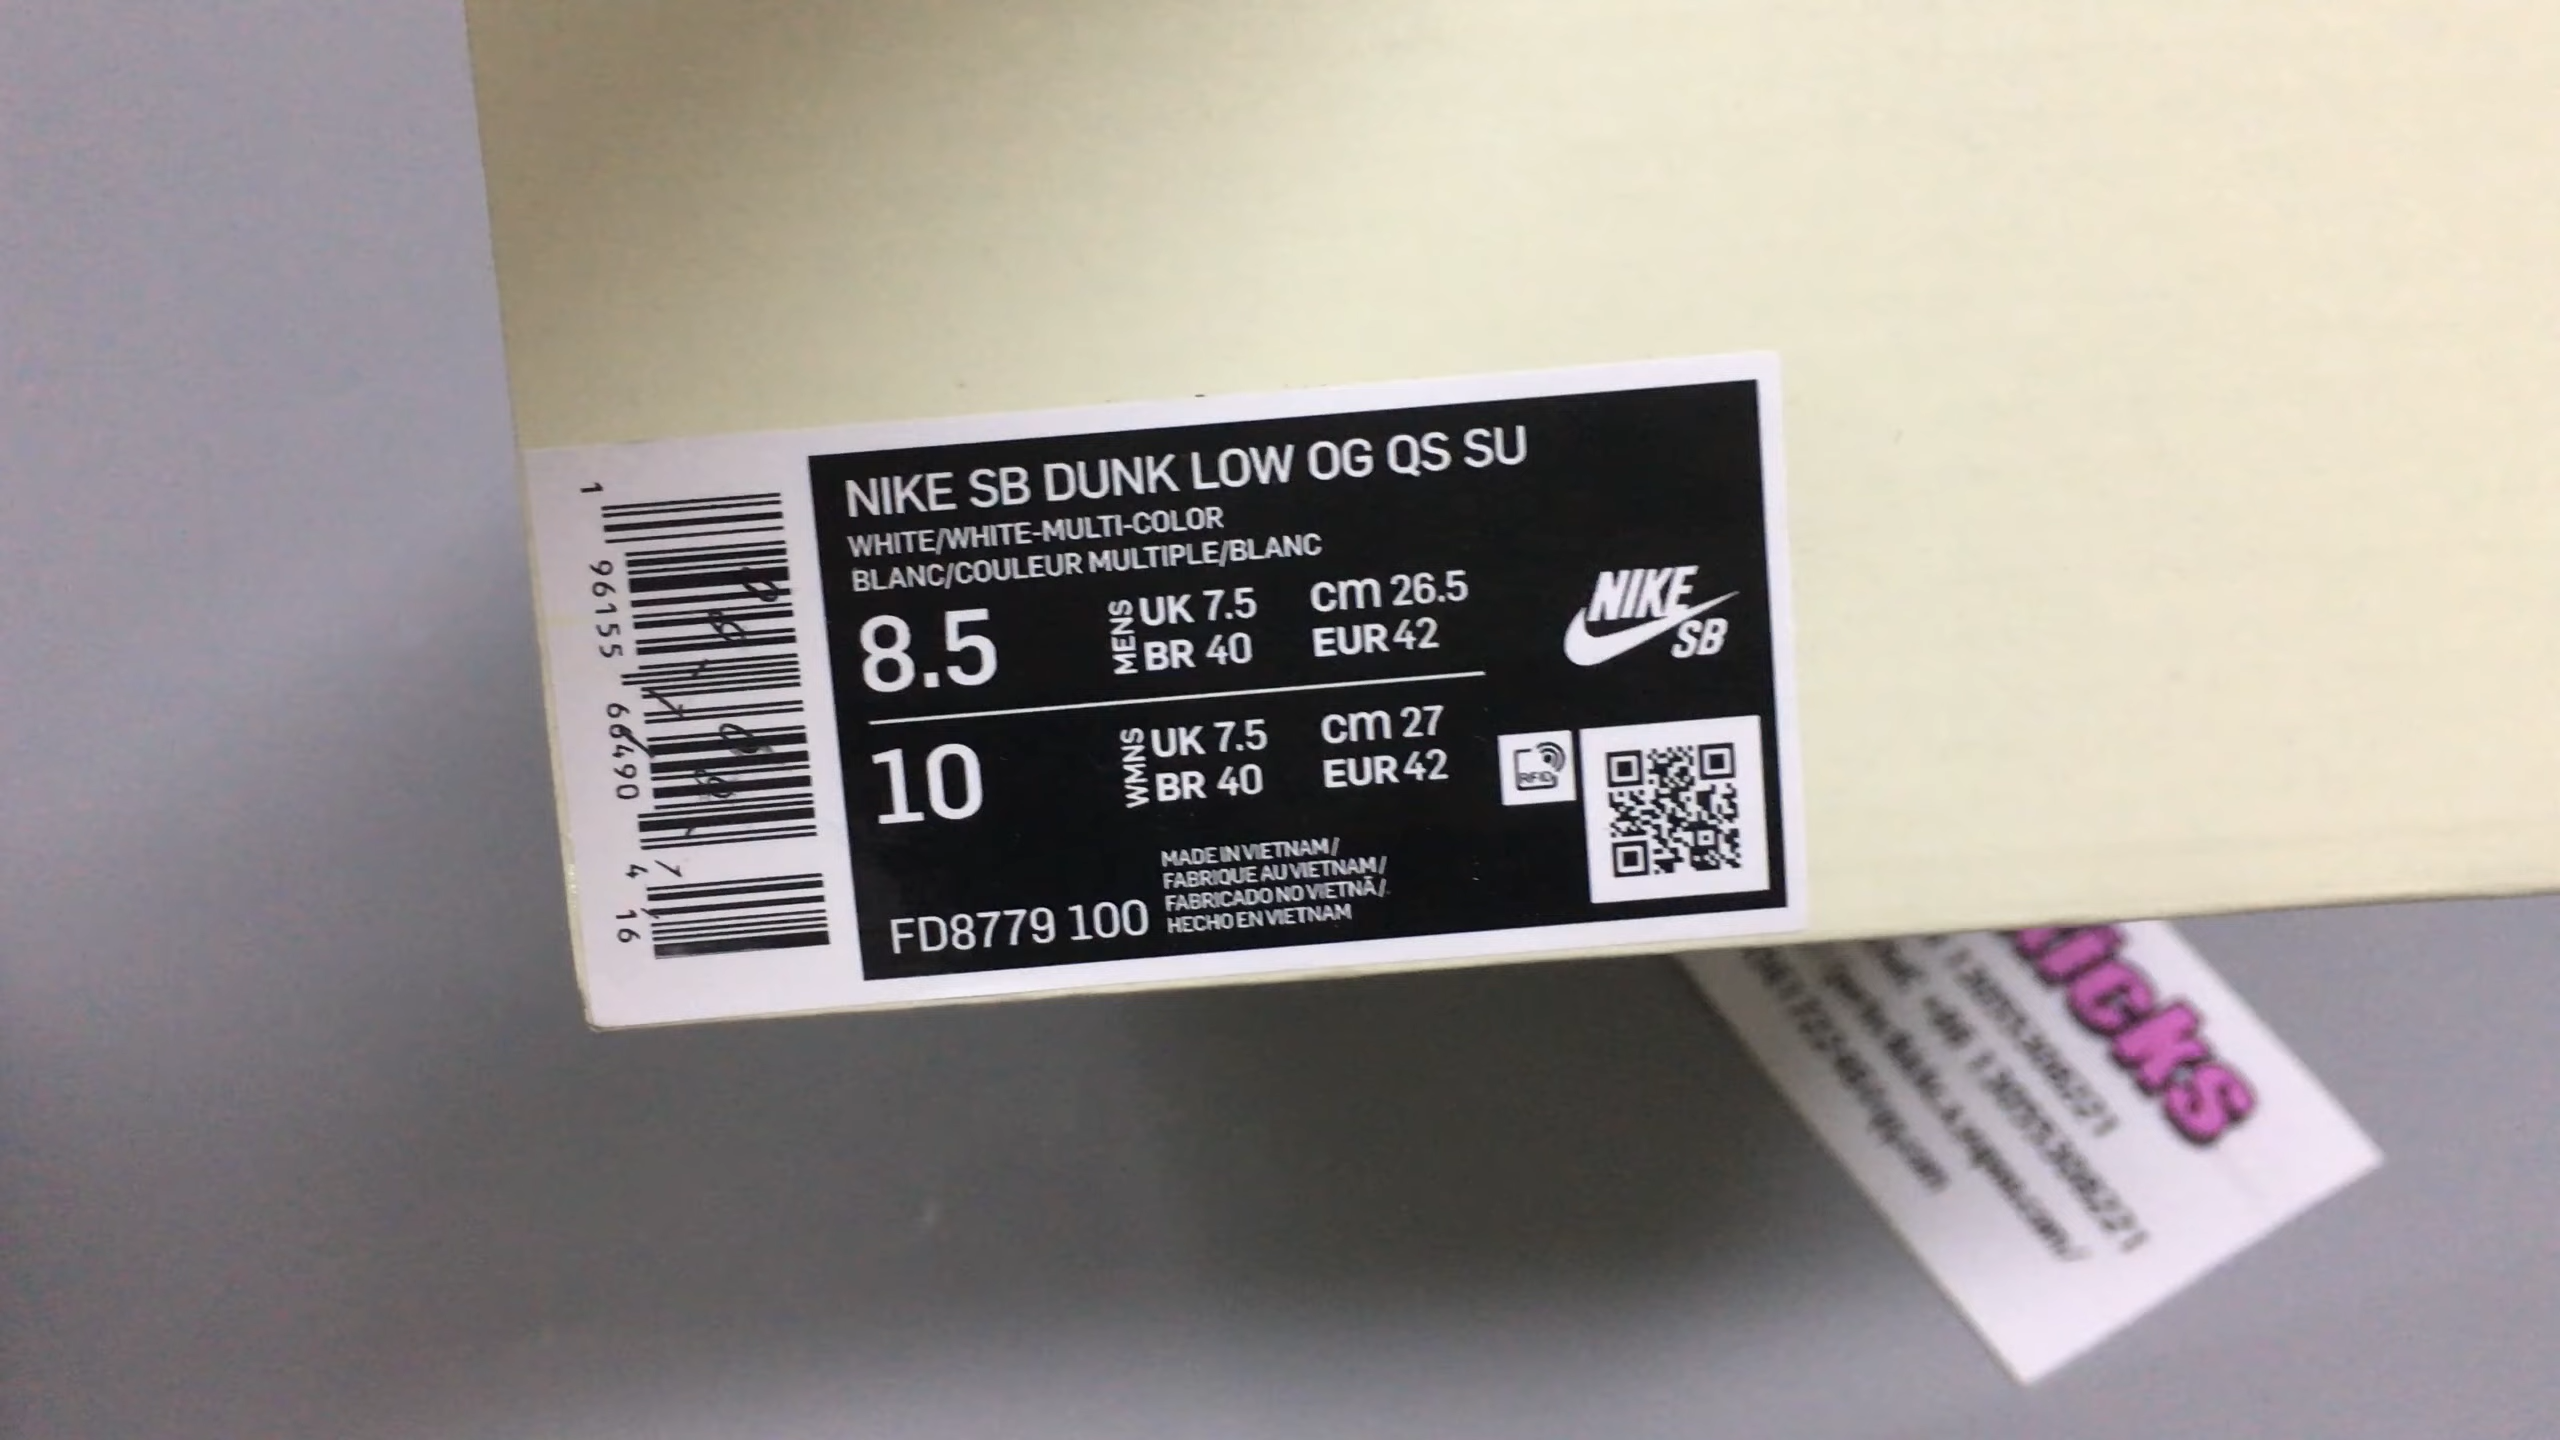 NIKE SB DUNK LOW OG QS SU
WHITE/WHITE-MULTI-COLOR
BLANC/COULEUR MULTIPLE/BLANC
8.5
MENS
UK 7.5
cm 26.5
BR 40
EUR 42
NIKE
SB
10
WMNS
UK 7.5
cm 27
BR 40
EUR 42
RFID
FD8779 100
MADE IN VIETNAM/
FABRIQUE AU VIETNAM/
FABRICADO NO VIETNÃ/
HECHO EN VIETNAM
1 96155 66490 4 16
kicks